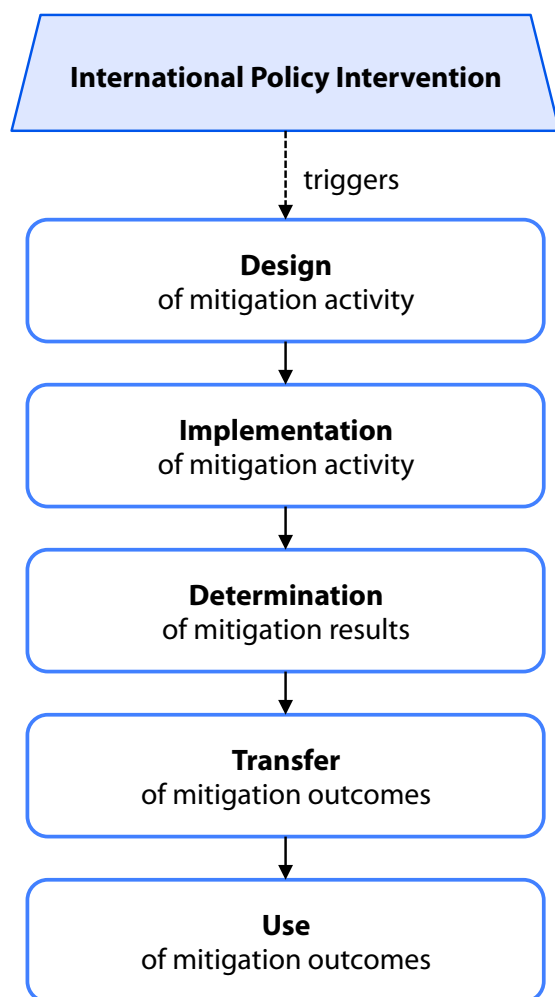 International Policy Intervention
triggers
Design
of mitigation activity
Implementation
of mitigation activity
Determination
of mitigation results
Transfer
of mitigation outcomes
Use
of mitigation outcomes